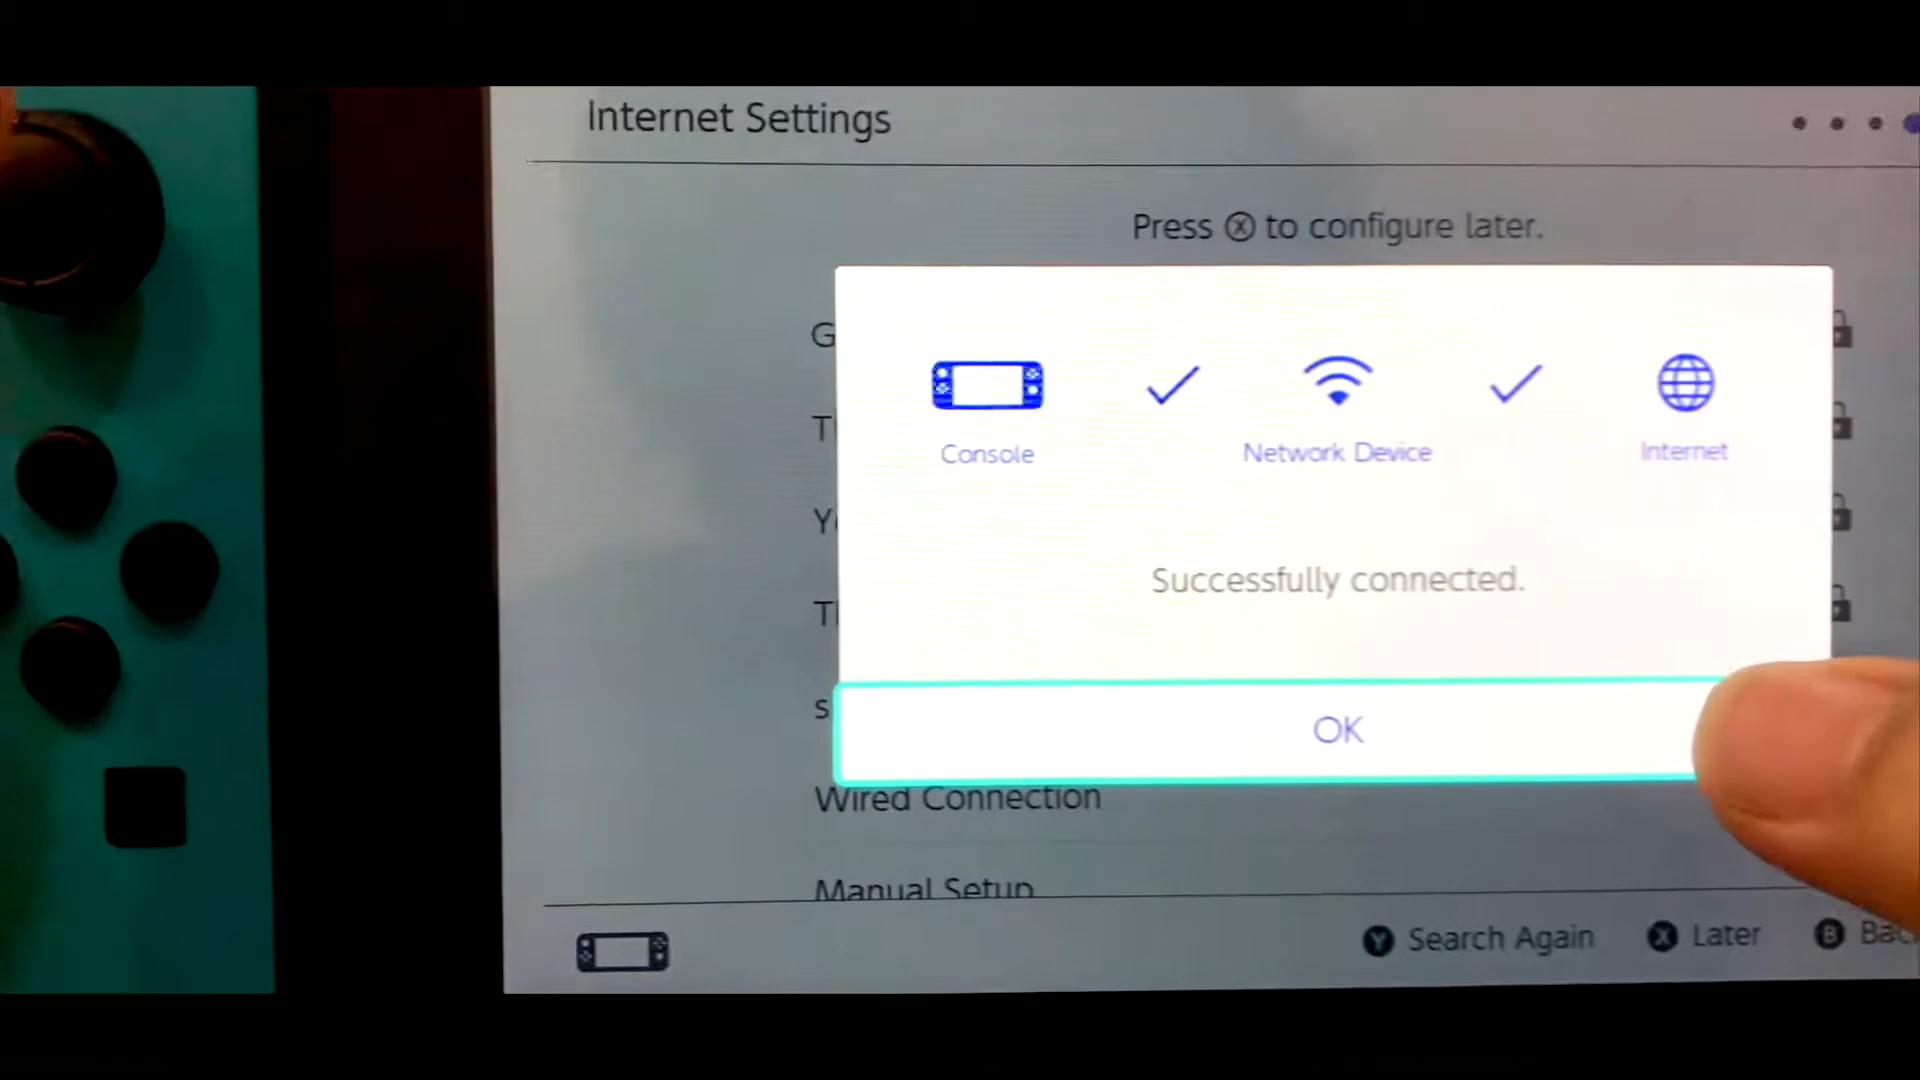 Internet Settings
Press Ⓧ to configure later.
G
Console
Network Device
Internet
Successfully connected.
s
OK
Wired Connection
Manual Setup
Y Search Again
X Later
B